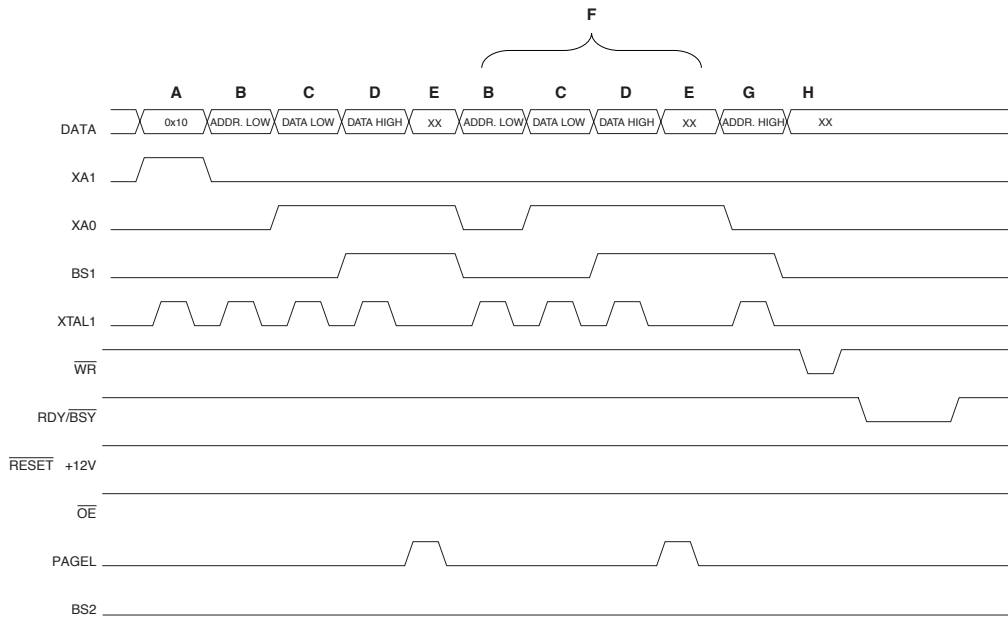 F
A B C D E B C D E G H
DATA 0x10 ADDR. LOW DATA LOW DATA HIGH XX ADDR. LOW DATA LOW DATA HIGH XX ADDR. HIGH XX
XA1
XA0
BS1
XTAL1
WR
RDY/BSY
RESET +12V
OE
PAGEL
BS2